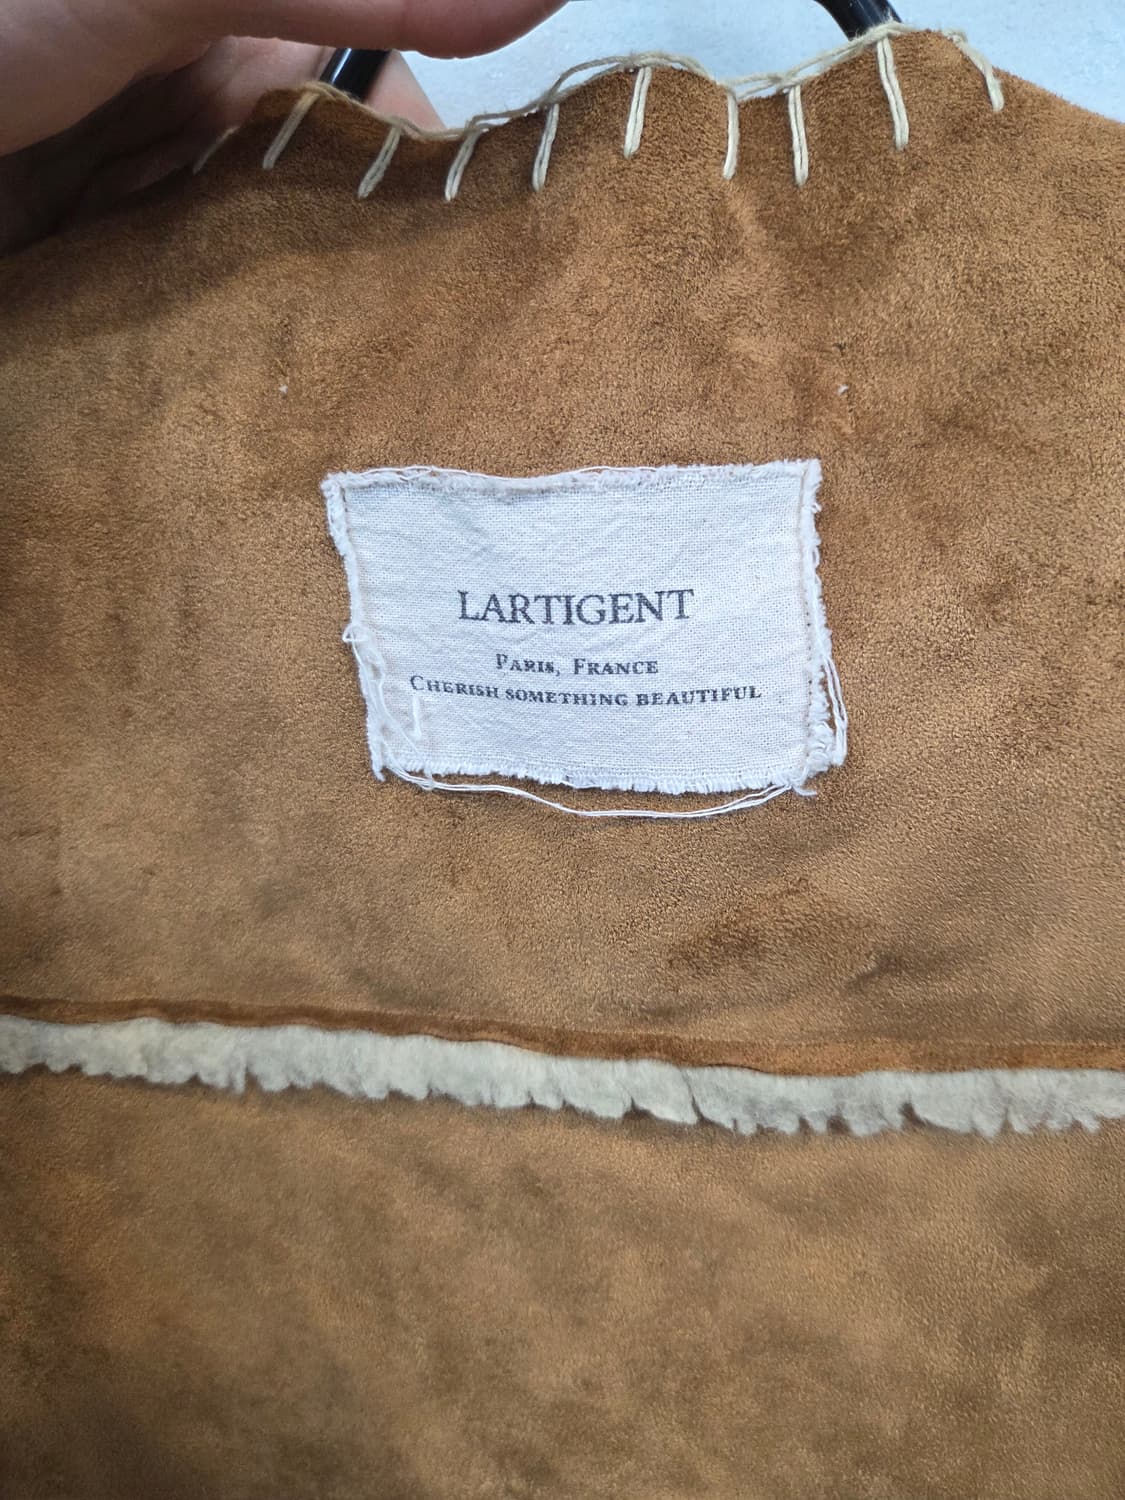 LARTIGENT
PARIS, FRANCE
CHERISH SOMETHING BEAUTIFUL